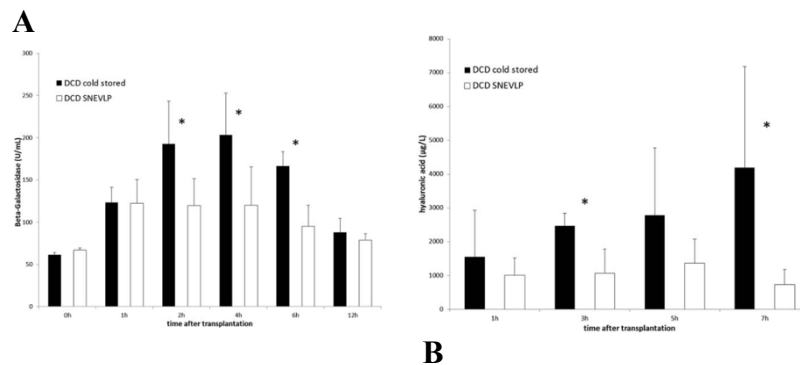 A
300
250
200
150
100
50
0
Beta-Galactosidase (U/mL)
DCD cold stored
DCD SNEVLP
*
*
*
0h 1h 2h 4h 6h 12h
time after transplantation
8000
7000
6000
5000
4000
3000
2000
1000
0
hyaluronic acid (µg/L)
DCD cold stored
DCD SNEVLP
*
*
1h 3h 5h 7h
time after transplantation
B